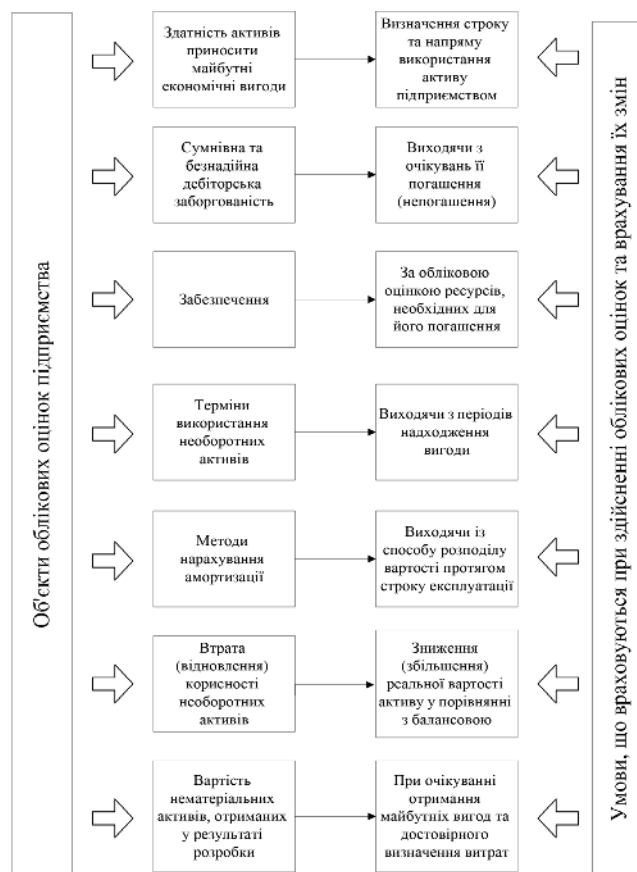 Об'єкти облікових оцінок підприємства
Здатність активів
приносити
майбутні
економічні вигоди
Визначення строку
та напряму
використання
активу
підприємством
Сумнівна та
безнадійна
дебіторська
заборгованість
Виходячи з
очікувань її
погашення
(непогашення)
Забезпечення
За обліковою
оцінкою ресурсів,
необхідних для
його погашення
Терміни
використання
необоротних
активів
Виходячи з періодів
надходження
вигоди
Методи
нарахування
амортизації
Виходячи із
способу розподілу
вартості протягом
строку експлуатації
Втрата
(відновлення)
корисності
необоротних
активів
Зниження
(збільшення)
реальної вартості
активу у порівнянні
з балансовою
Вартість
нематеріальних
активів, отриманих
у результаті
розробки
При очікуванні
отримання
майбутніх вигод та
достовірного
визначення витрат
Умови, що враховуються при здійсненні облікових оцінок та врахування їх змін